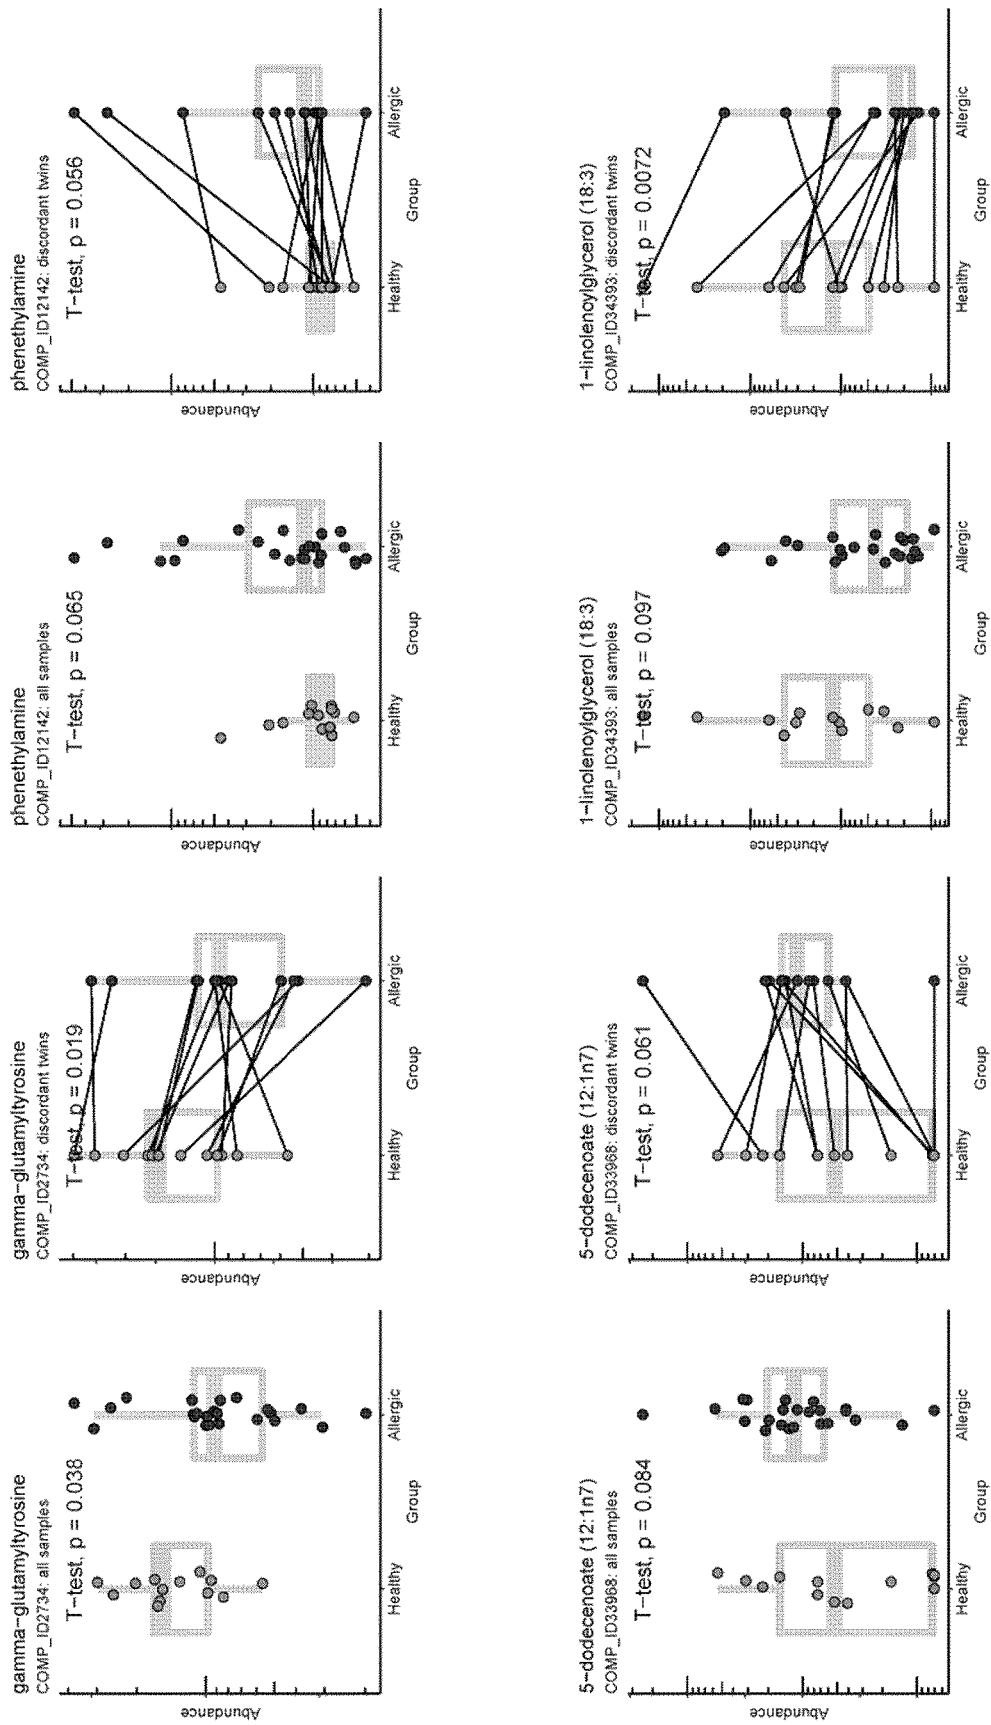 gamma-glutamyltyrosine
COMP_ID2734: all samples
T-test, p = 0.038
Abundance
Healthy
Allergic
Group
gamma-glutamyltyrosine
COMP_ID2734: discordant twins
T-test, p = 0.019
Abundance
Healthy
Allergic
Group
phenethylamine
COMP_ID12142: all samples
T-test, p = 0.065
Abundance
Healthy
Allergic
Group
phenethylamine
COMP_ID12142: discordant twins
T-test, p = 0.056
Abundance
Healthy
Allergic
Group
5-dodecenoate (12:1n7)
COMP_ID33968: all samples
T-test, p = 0.084
Abundance
Healthy
Allergic
Group
5-dodecenoate (12:1n7)
COMP_ID33968: discordant twins
T-test, p = 0.061
Abundance
Healthy
Allergic
Group
1-linolenoylglycerol (18:3)
COMP_ID34393: all samples
T-test, p = 0.097
Abundance
Healthy
Allergic
Group
1-linolenoylglycerol (18:3)
COMP_ID34393: discordant twins
T-test, p = 0.0072
Abundance
Healthy
Allergic
Group